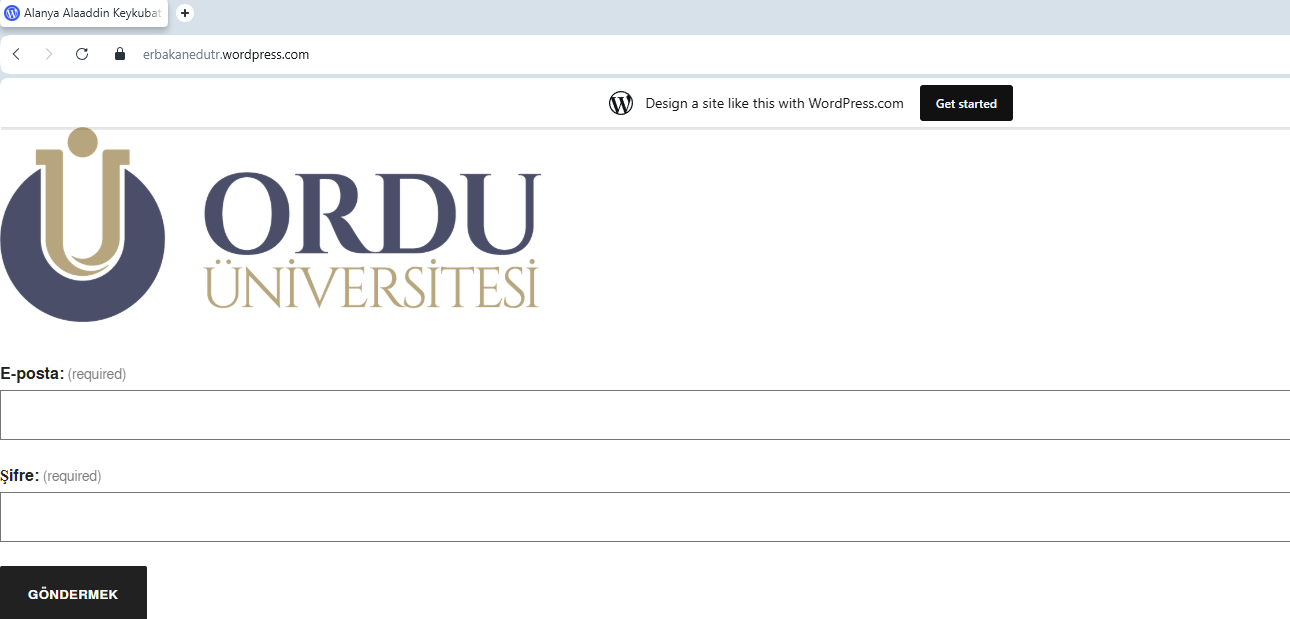 Alanya Alaaddin Keykubat
erbakanedutr.wordpress.com
Design a site like this with WordPress.com
Get started
ORDU
ÜNİVERSİTESİ
E-posta: (required)
Şifre: (required)
GÖNDERMEK